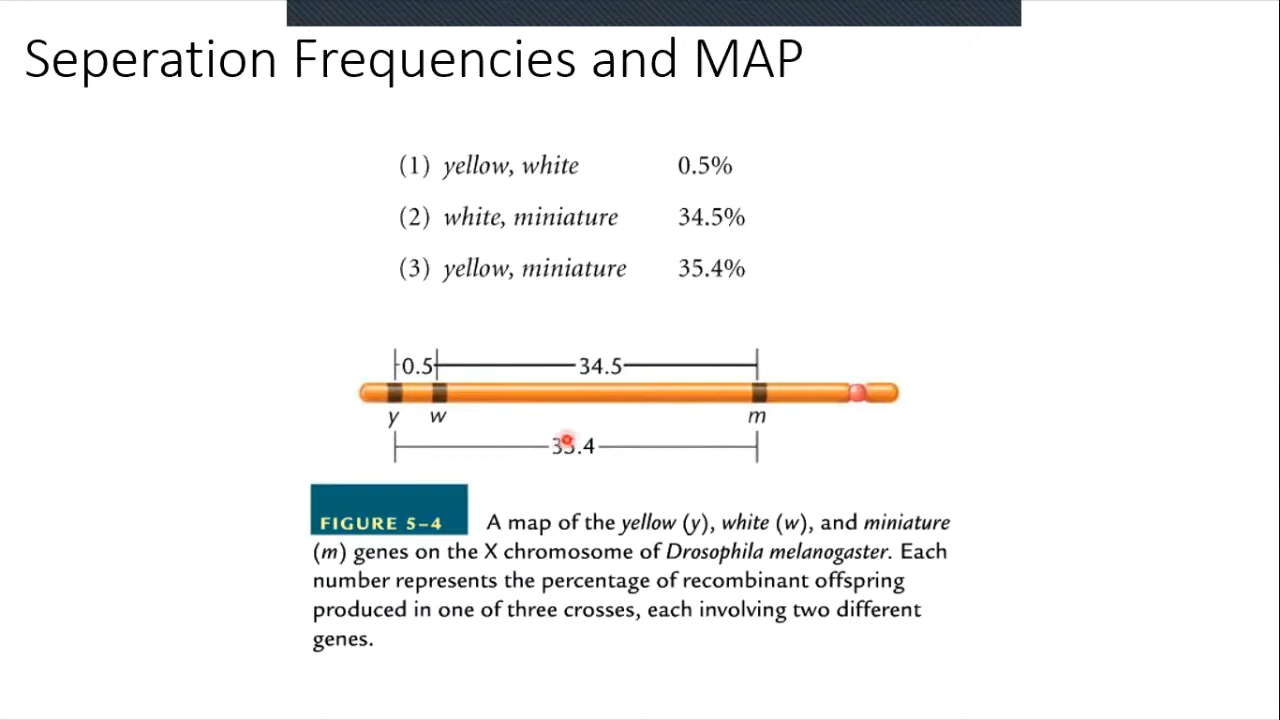 Seperation Frequencies and MAP
(1) yellow, white 0.5%
(2) white, miniature 34.5%
(3) yellow, miniature 35.4%
0.5 34.5
y w m
35.4
FIGURE 5–4 A map of the yellow (y), white (w), and miniature
(m) genes on the X chromosome of Drosophila melanogaster. Each
number represents the percentage of recombinant offspring
produced in one of three crosses, each involving two different
genes.